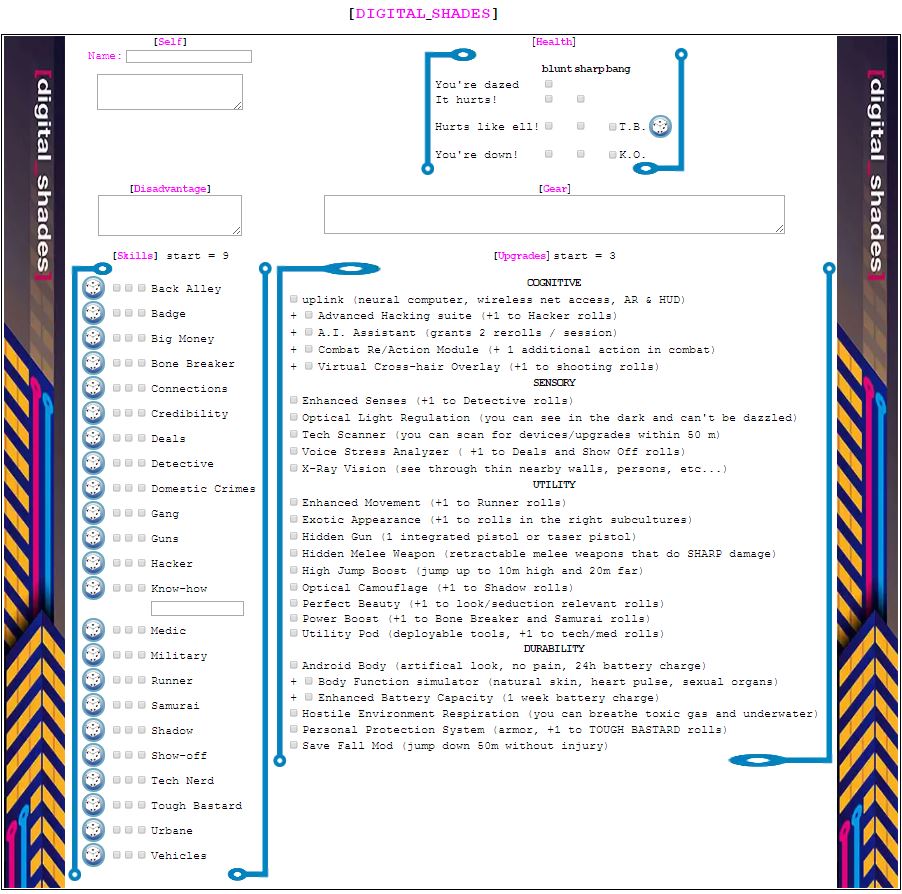 [DIGITAL_SHADES]
[digital_shades]
[Self]
Name:
[Health]
blunt sharp bang
You're dazed
It hurts!
Hurts like ell! T.B.
You're down! K.O.
[Disadvantage]
[Gear]
[Skills] start = 9
Back Alley
Badge
Big Money
Bone Breaker
Connections
Credibility
Deals
Detective
Domestic Crimes
Gang
Guns
Hacker
Know-how
Medic
Military
Runner
Samurai
Shadow
Show-off
Tech Nerd
Tough Bastard
Urbane
Vehicles
[Upgrades] start = 3
COGNITIVE
uplink (neural computer, wireless net access, AR & HUD)
+ Advanced Hacking suite (+1 to Hacker rolls)
+ A.I. Assistant (grants 2 rerolls / session)
+ Combat Re/Action Module (+ 1 additional action in combat)
+ Virtual Cross-hair Overlay (+1 to shooting rolls)
SENSORY
Enhanced Senses (+1 to Detective rolls)
Optical Light Regulation (you can see in the dark and can't be dazzled)
Tech Scanner (you can scan for devices/upgrades within 50 m)
Voice Stress Analyzer ( +1 to Deals and Show Off rolls)
X-Ray Vision (see through thin nearby walls, persons, etc...)
UTILITY
Enhanced Movement (+1 to Runner rolls)
Exotic Appearance (+1 to rolls in the right subcultures)
Hidden Gun (1 integrated pistol or taser pistol)
Hidden Melee Weapon (retractable melee weapons that do SHARP damage)
High Jump Boost (jump up to 10m high and 20m far)
Optical Camouflage (+1 to Shadow rolls)
Perfect Beauty (+1 to look/seduction relevant rolls)
Power Boost (+1 to Bone Breaker and Samurai rolls)
Utility Pod (deployable tools, +1 to tech/med rolls)
DURABILITY
Android Body (artifical look, no pain, 24h battery charge)
+ Body Function simulator (natural skin, heart pulse, sexual organs)
+ Enhanced Battery Capacity (1 week battery charge)
Hostile Environment Respiration (you can breathe toxic gas and underwater)
Personal Protection System (armor, +1 to TOUGH BASTARD rolls)
Save Fall Mod (jump down 50m without injury)
[digital_shades]